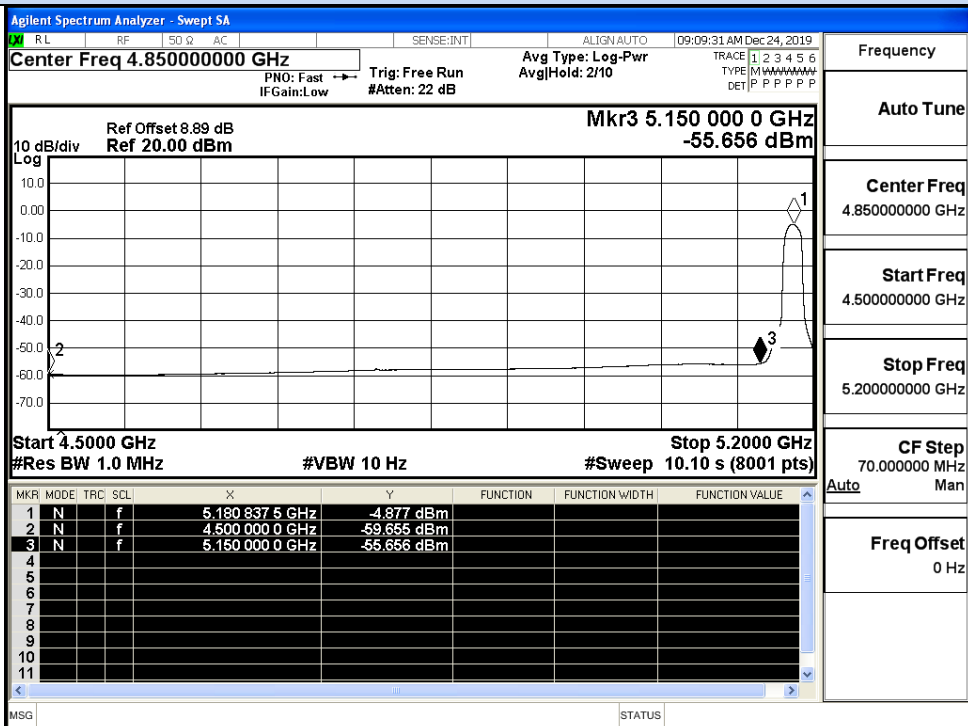 Agilent Spectrum Analyzer - Swept SA
LXI RL RF 50 Ω AC SENSE:INT ALIGN AUTO 09:09:31 AM Dec 24, 2019
Center Freq 4.850000000 GHz
PNO: Fast
IFGain:Low
Trig: Free Run
#Atten: 22 dB
Avg Type: Log-Pwr
Avg|Hold: 2/10
TRACE 1 2 3 4 5 6
TYPE M WWWWW
DET P P P P P P
Ref Offset 8.89 dB
10 dB/div Ref 20.00 dBm
Log
Mkr3 5.150 000 0 GHz
-55.656 dBm
10.0
0.00
-10.0
-20.0
-30.0
-40.0
-50.0
-60.0
-70.0
1
2
3
Start 4.5000 GHz Stop 5.2000 GHz
#Res BW 1.0 MHz #VBW 10 Hz #Sweep 10.10 s (8001 pts)
MKR MODE TRC SCL X Y FUNCTION FUNCTION WIDTH FUNCTION VALUE
1 N f 5.180 837 5 GHz -4.877 dBm
2 N f 4.500 000 0 GHz -59.655 dBm
3 N f 5.150 000 0 GHz -55.656 dBm
4
5
6
7
8
9
10
11
MSG STATUS
Frequency
Auto Tune
Center Freq
4.850000000 GHz
Start Freq
4.500000000 GHz
Stop Freq
5.200000000 GHz
CF Step
70.000000 MHz
Auto Man
Freq Offset
0 Hz